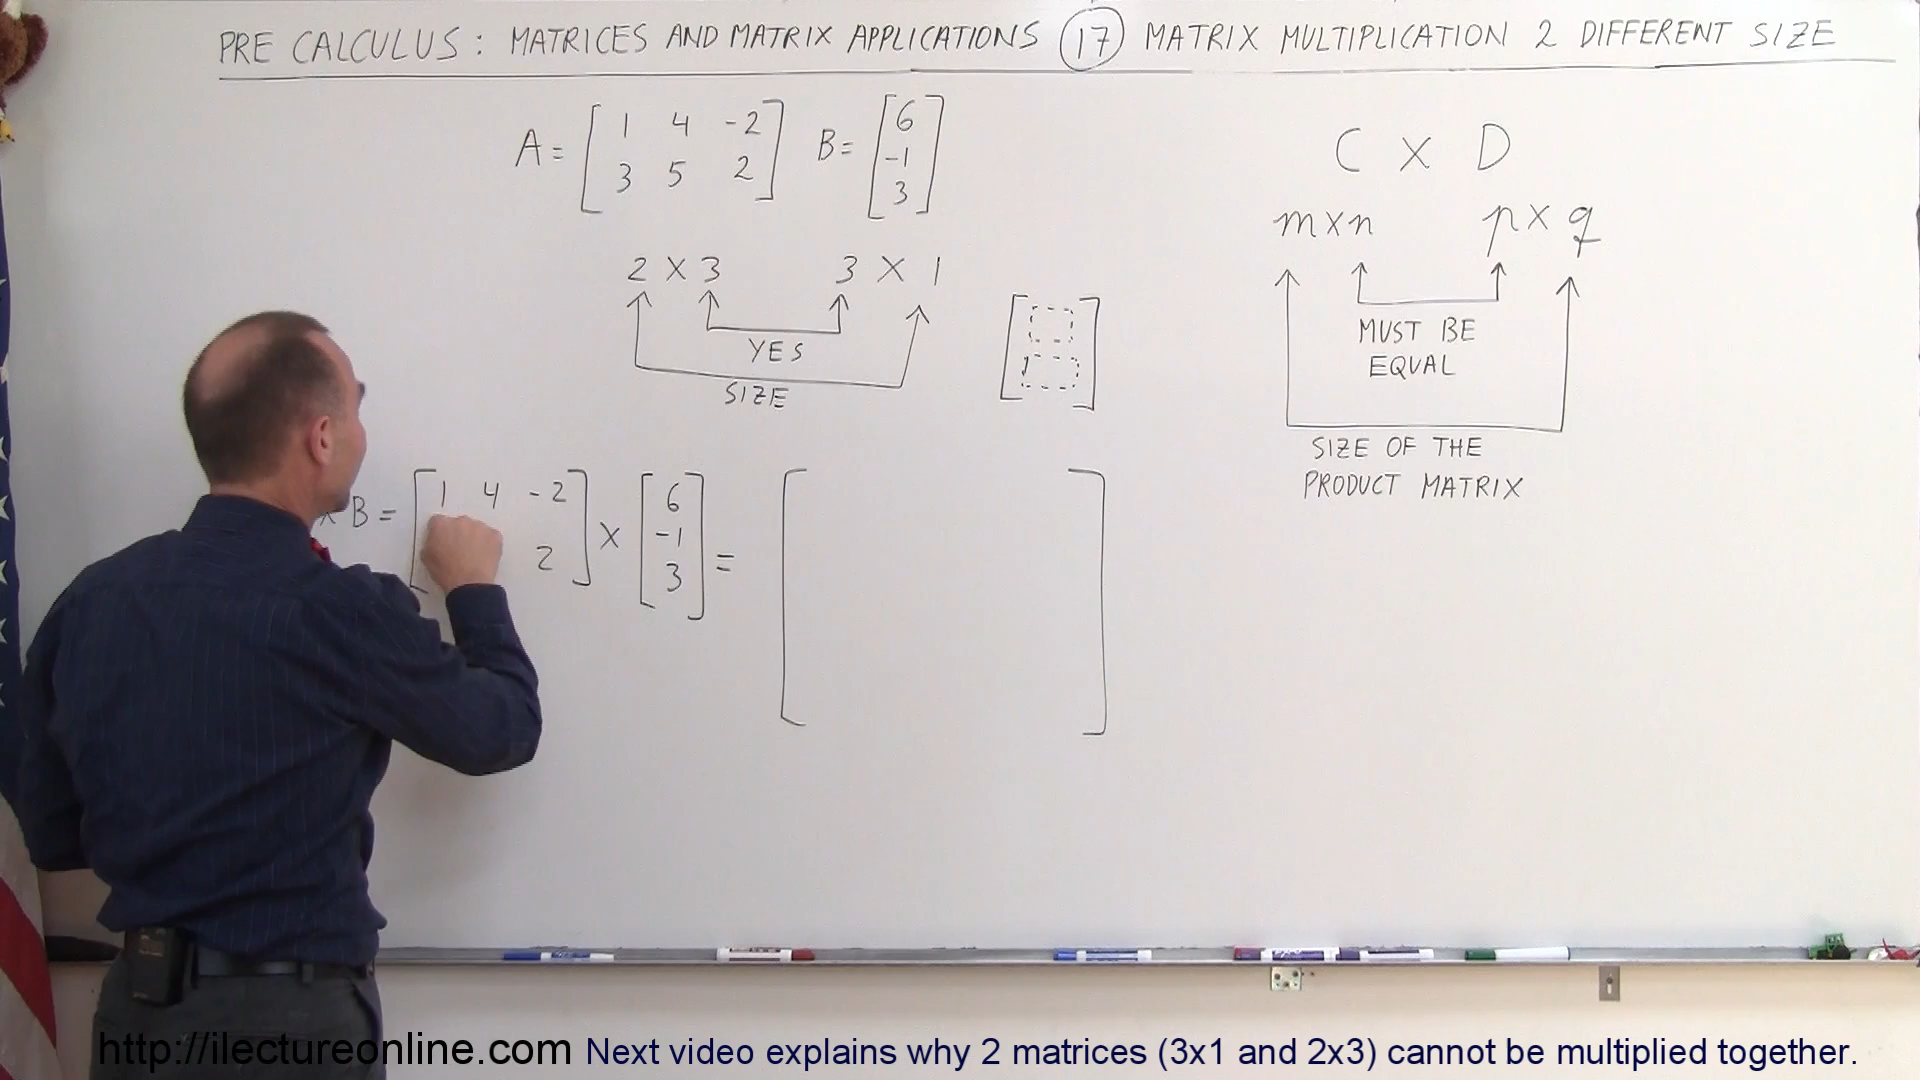 PRE CALCULUS: MATRICES AND MATRIX APPLICATIONS 17 MATRIX MULTIPLICATION 2 DIFFERENT SIZE
A = [ 1 4 -2
3 5 2 ]
B = [ 6
-1
3 ]
2 X 3 3 X 1
YES
SIZE
C X D
m x n p x q
MUST BE
EQUAL
SIZE OF THE
PRODUCT MATRIX
X B = [ 1 4 -2
2 ] X [ 6
-1
3 ] = [ ]
http://ilectureonline.com Next video explains why 2 matrices (3x1 and 2x3) cannot be multiplied together.